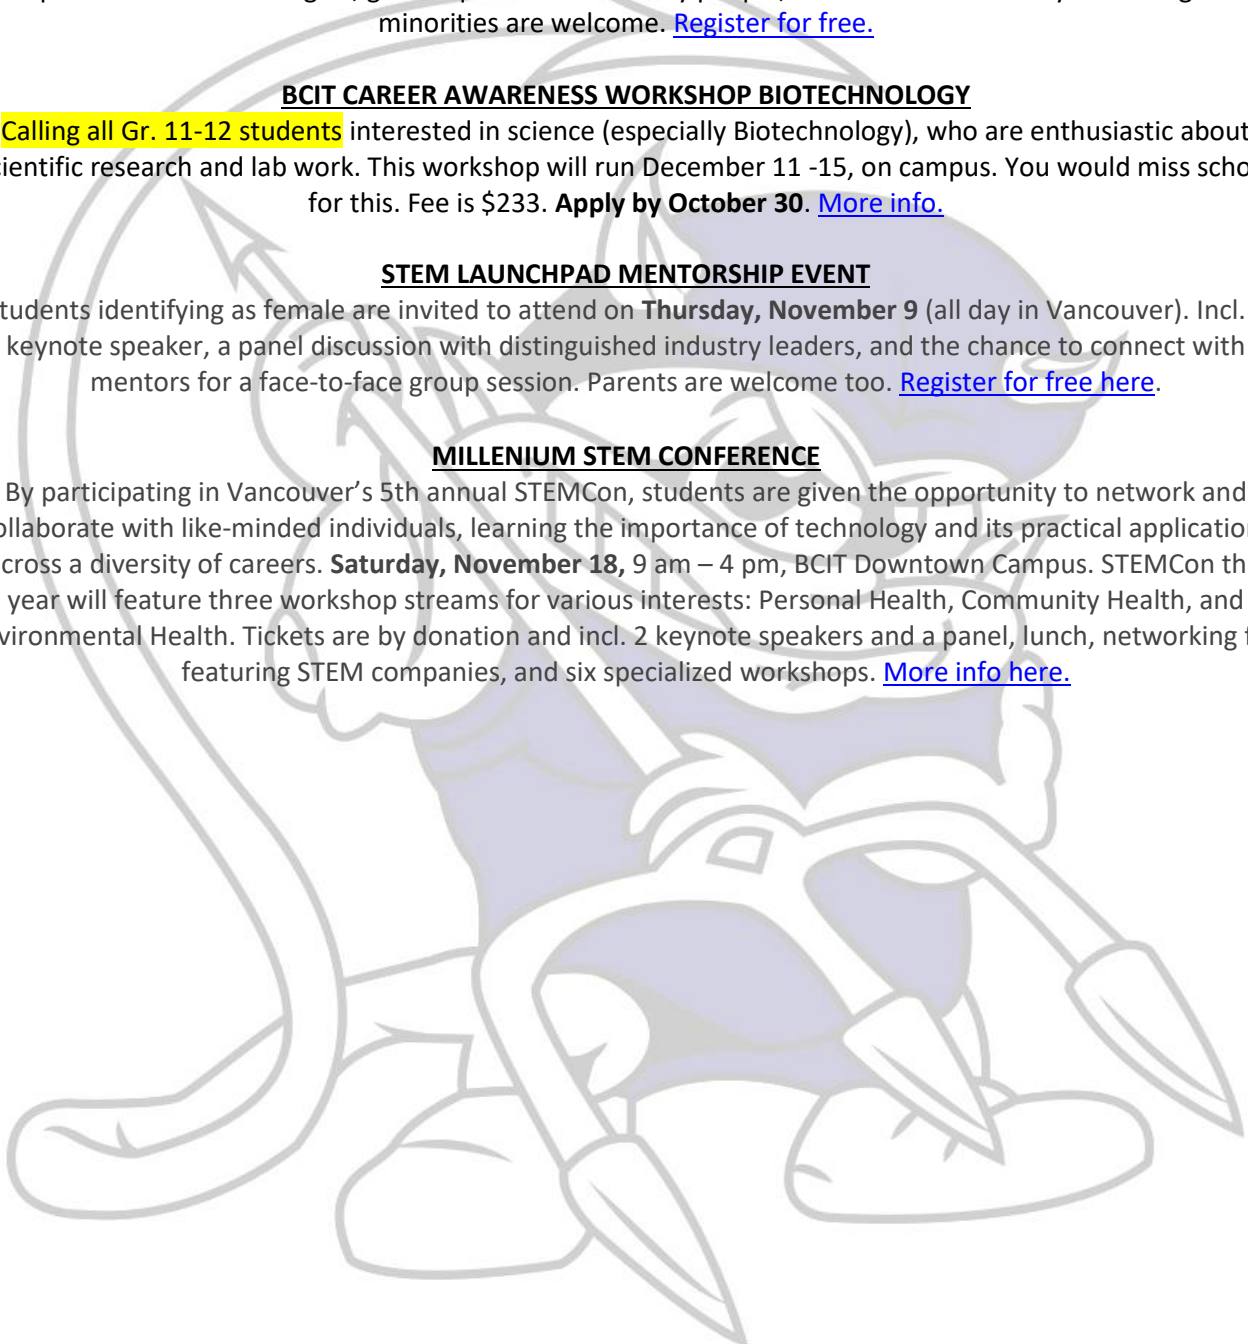 minorities are welcome. Register for free.
BCIT CAREER AWARENESS WORKSHOP BIOTECHNOLOGY
Calling all Gr. 11-12 students interested in science (especially Biotechnology), who are enthusiastic about
cientific research and lab work. This workshop will run December 11 -15, on campus. You would miss scho
for this. Fee is $233. Apply by October 30. More info.
STEM LAUNCHPAD MENTORSHIP EVENT
tudents identifying as female are invited to attend on Thursday, November 9 (all day in Vancouver). Incl.
keynote speaker, a panel discussion with distinguished industry leaders, and the chance to connect with
mentors for a face-to-face group session. Parents are welcome too. Register for free here.
MILLENIUM STEM CONFERENCE
By participating in Vancouver’s 5th annual STEMCon, students are given the opportunity to network and
ollaborate with like-minded individuals, learning the importance of technology and its practical application
cross a diversity of careers. Saturday, November 18, 9 am – 4 pm, BCIT Downtown Campus. STEMCon th
year will feature three workshop streams for various interests: Personal Health, Community Health, and
vironmental Health. Tickets are by donation and incl. 2 keynote speakers and a panel, lunch, networking f
featuring STEM companies, and six specialized workshops. More info here.